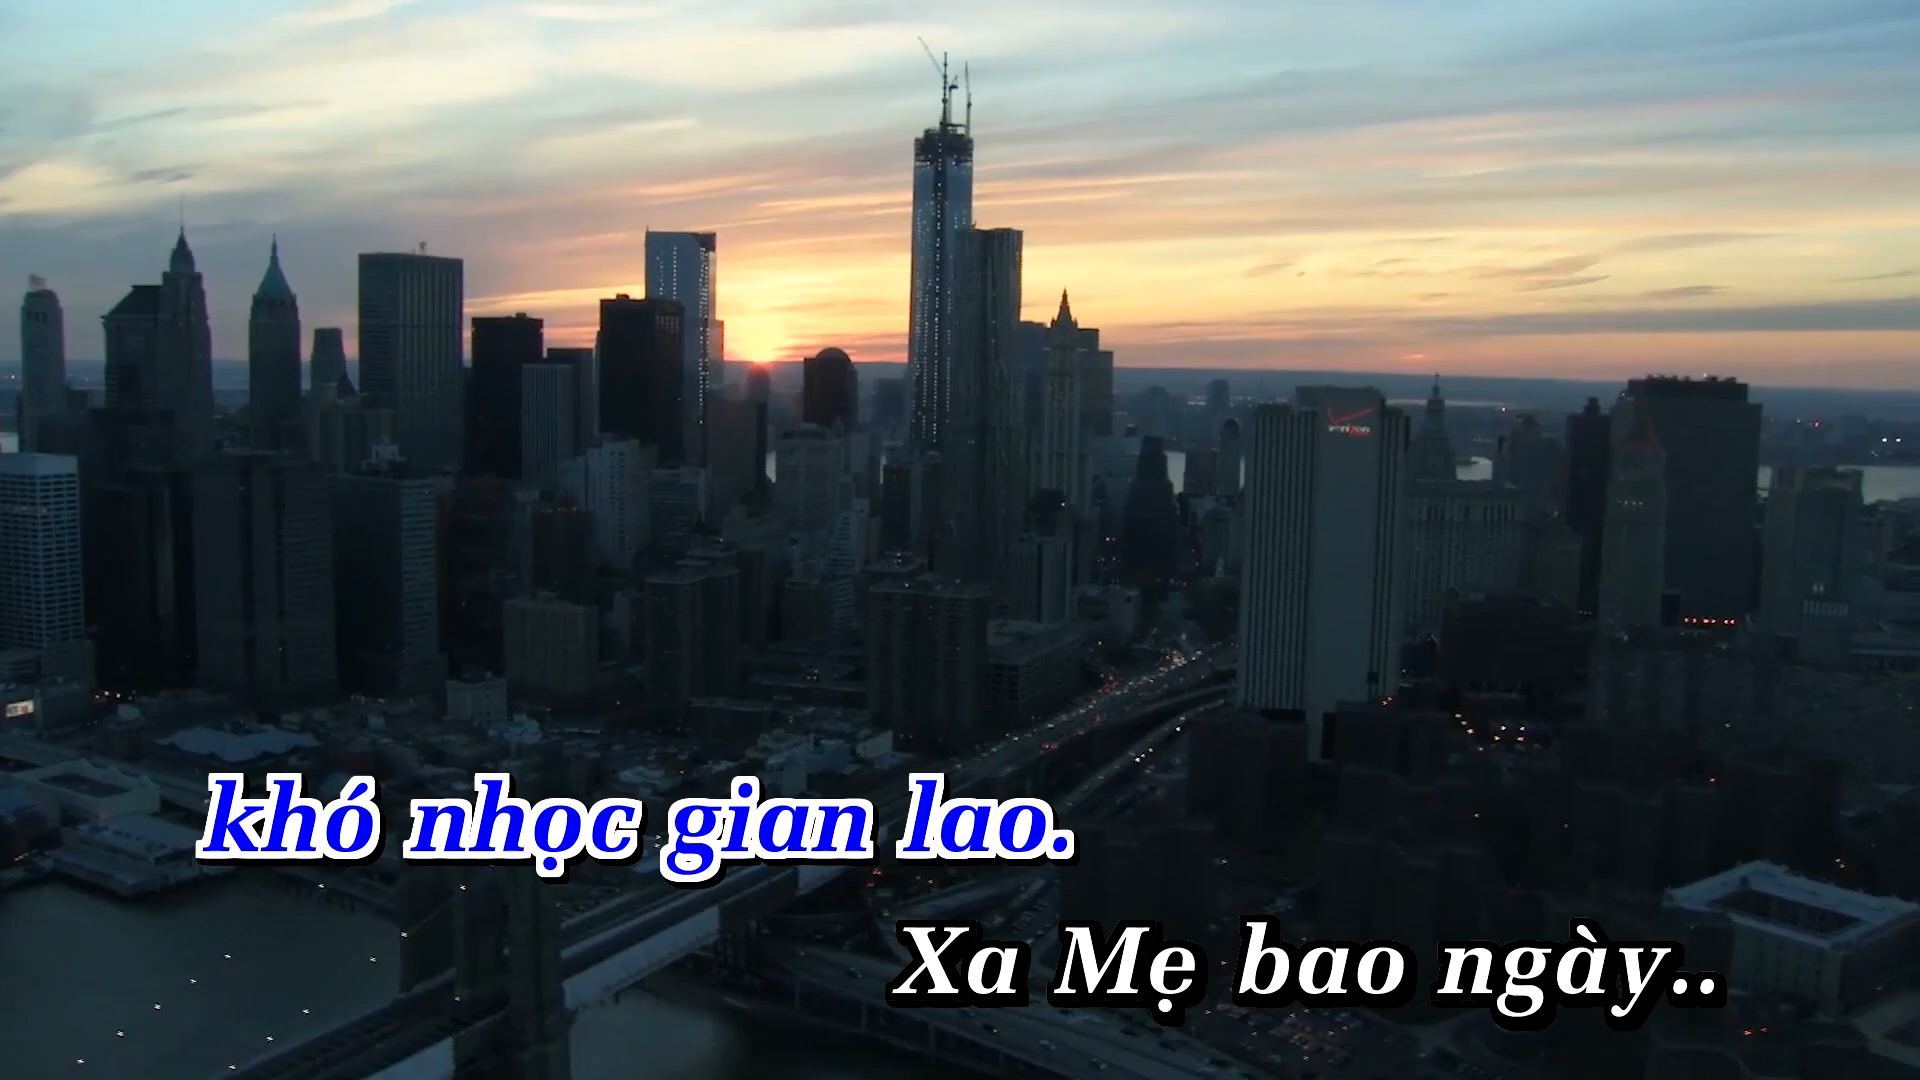 khó nhọc gian lao.
Xa Mẹ bao ngày..